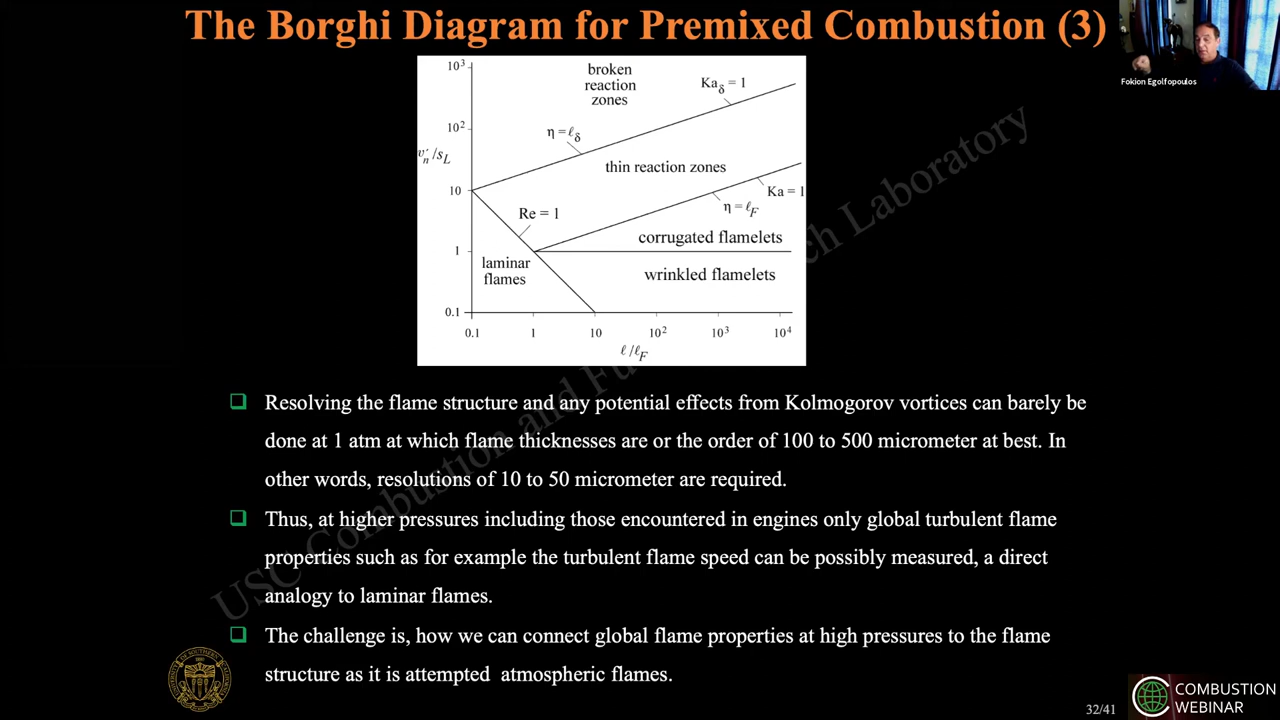 The Borghi Diagram for Premixed Combustion (3)
Fokion Egolfopoulos
10³
broken
reaction
zones
Ka_δ = 1
10²
η = ℓ_δ
v'_n/s_L
thin reaction zones
10
Ka = 1
Re = 1
η = ℓ_F
corrugated flamelets
1
laminar
flames
wrinkled flamelets
0.1
0.1 1 10 10² 10³ 10⁴
ℓ/ℓ_F
Resolving the flame structure and any potential effects from Kolmogorov vortices can barely be
done at 1 atm at which flame thicknesses are or the order of 100 to 500 micrometer at best. In
other words, resolutions of 10 to 50 micrometer are required.
Thus, at higher pressures including those encountered in engines only global turbulent flame
properties such as for example the turbulent flame speed can be possibly measured, a direct
analogy to laminar flames.
The challenge is, how we can connect global flame properties at high pressures to the flame
structure as it is attempted atmospheric flames.
USC Combustion and Fu ch Laboratory
COMBUSTION
WEBINAR
32/41